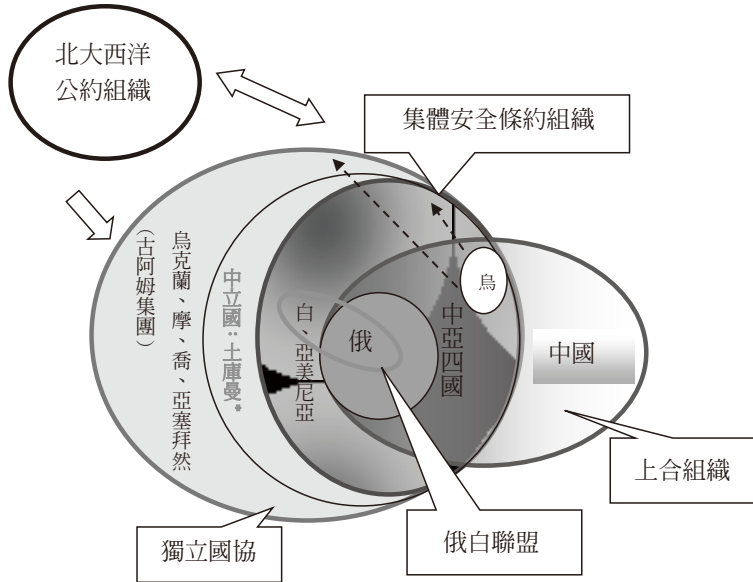 北大西洋
公約組織
集體安全條約組織
烏克蘭、摩、喬、亞塞拜然
（古阿姆集團）
中立國：土庫曼*
白、亞美尼亞
俄
中亞四國
烏
中國
上合組織
獨立國協
俄白聯盟